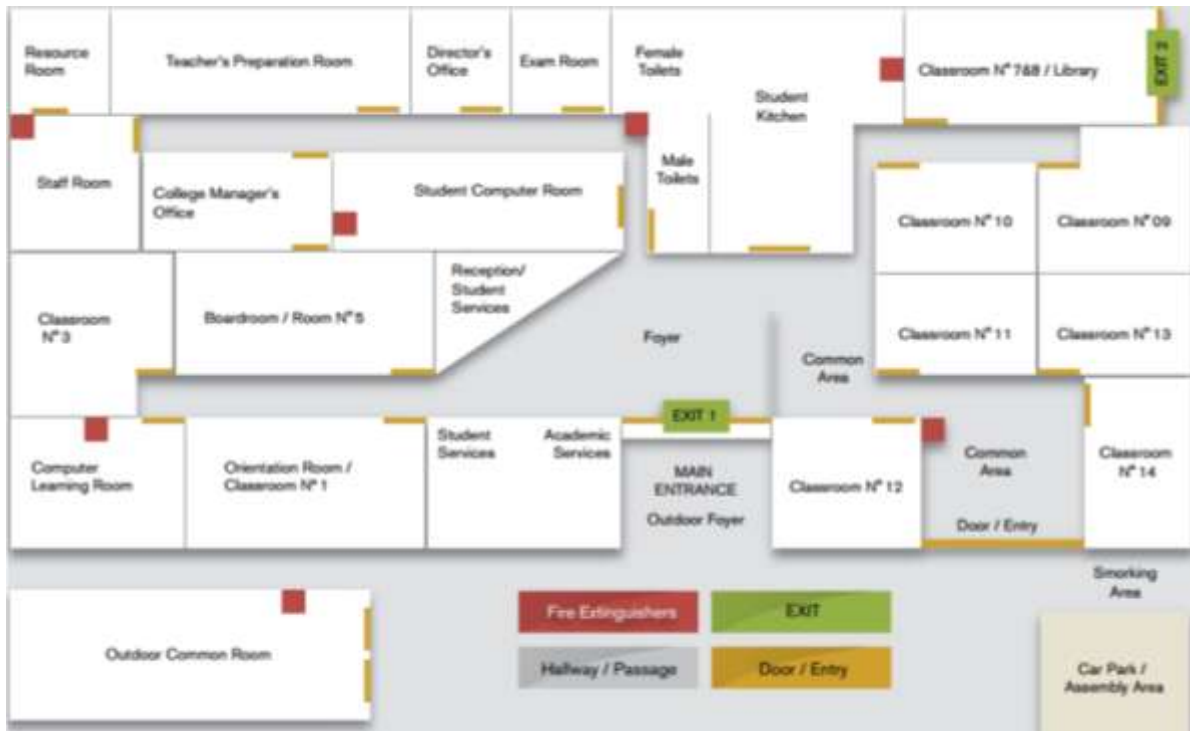 Resource
Room
Teacher's Preparation Room
Director's
Office
Exam Room
Female
Toilets
Student
Kitchen
Classroom N° 7&8 / Library
EXIT 2
Staff Room
College Manager's
Office
Student Computer Room
Male
Toilets
Classroom N° 10
Classroom N° 09
Classroom
N° 3
Boardroom / Room N° 5
Reception/
Student
Services
Foyer
Common
Area
Classroom N° 11
Classroom N° 13
EXIT 1
Computer
Learning Room
Orientation Room /
Classroom N° 1
Student
Services
Academic
Services
MAIN
ENTRANCE
Outdoor Foyer
Classroom N° 12
Common
Area
Door / Entry
Classroom
N° 14
Smorking
Area
Outdoor Common Room
Fire Extinguishers
EXIT
Hallway / Passage
Door / Entry
Car Park /
Assembly Area